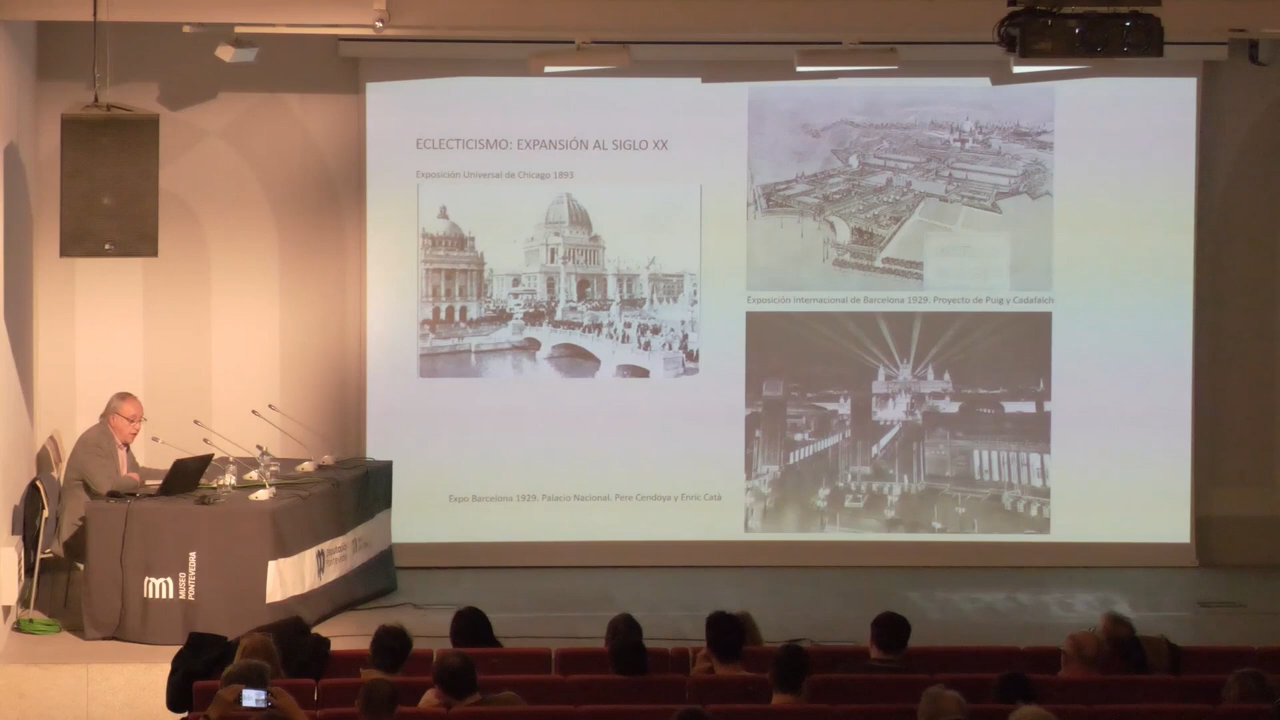 ECLECTICISMO: EXPANSIÓN AL SIGLO XX
Exposición Universal de Chicago 1893
Exposición Internacional de Barcelona 1929. Proyecto de Puig y Cadafalch
Expo Barcelona 1929. Palacio Nacional. Pere Cendoya y Enric Catà
MUSEO
PONTEVEDRA